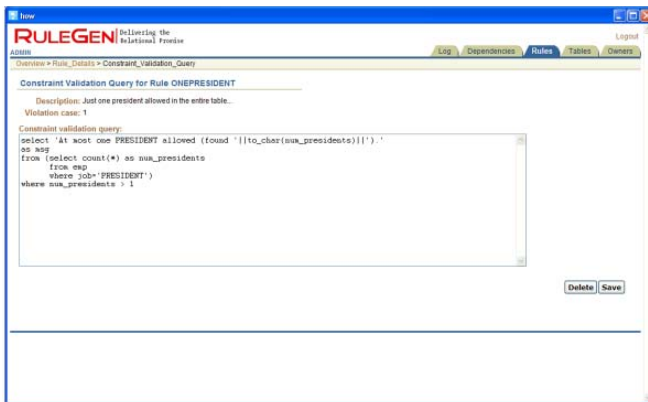 how
RULEGEN Delivering the
Relational Promise
Logout
ADMIN
Log Dependencies Rules Tables Owners
Overview > Rule_Details > Constraint_Validation_Query
Constraint Validation Query for Rule ONEPRESIDENT
Description: Just one president allowed in the entire table...
Violation case: 1
Constraint validation query:
select 'At most one PRESIDENT allowed (found '||to_char(num_presidents)||').'
as msg
from (select count(*) as num_presidents
from emp
where job='PRESIDENT')
where num_presidents > 1
Delete Save